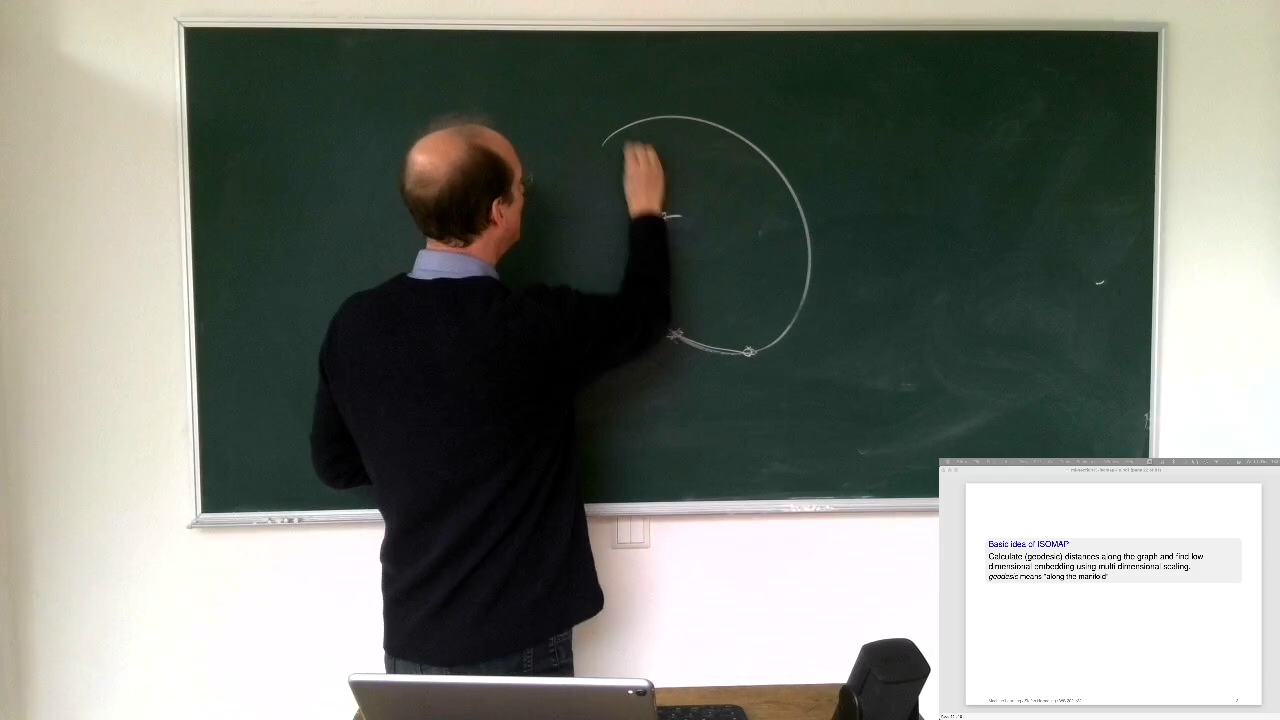 Basic idea of ISOMAP
Calculate (geodesic) distances along the graph and find low
dimensional embedding using multi dimensional scaling.
geodesic means "along the manifold"